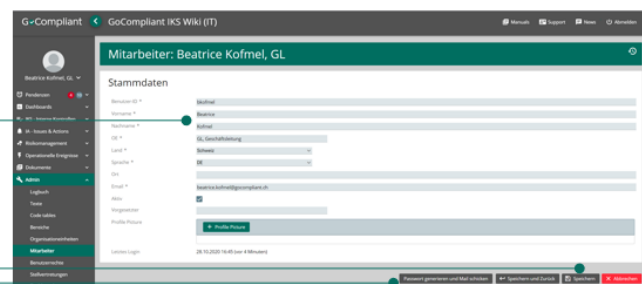 GoCompliant
GoCompliant IKS Wiki (IT)
Manuals
Support
News
Abmelden
Mitarbeiter: Beatrice Kofmel, GL
Beatrice Kofmel, GL
Stammdaten
Pendenzen
Dashboards
IKS - Interne Kontrollen
IA - Issues & Actions
Risikomanagement
Operationelle Ereignisse
Dokumente
Admin
Logbuch
Texte
Code tables
Bereiche
Organisationseinheiten
Mitarbeiter
Benutzerrechte
Stellvertretungen
Benutzer-ID *
bkofmel
Vorname *
Beatrice
Nachname *
Kofmel
OE *
GL, Geschäftsleitung
Land *
Schweiz
Sprache *
DE
Ort
Email *
beatrice.kofmel@gocompliant.ch
Aktiv
Vorgesetzter
Profile Picture
+ Profile Picture
Letztes Login
28.10.2020 16:45 (vor 4 Minuten)
Passwort generieren und Mail schicken
Speichern und Zurück
Speichern
Abbrechen